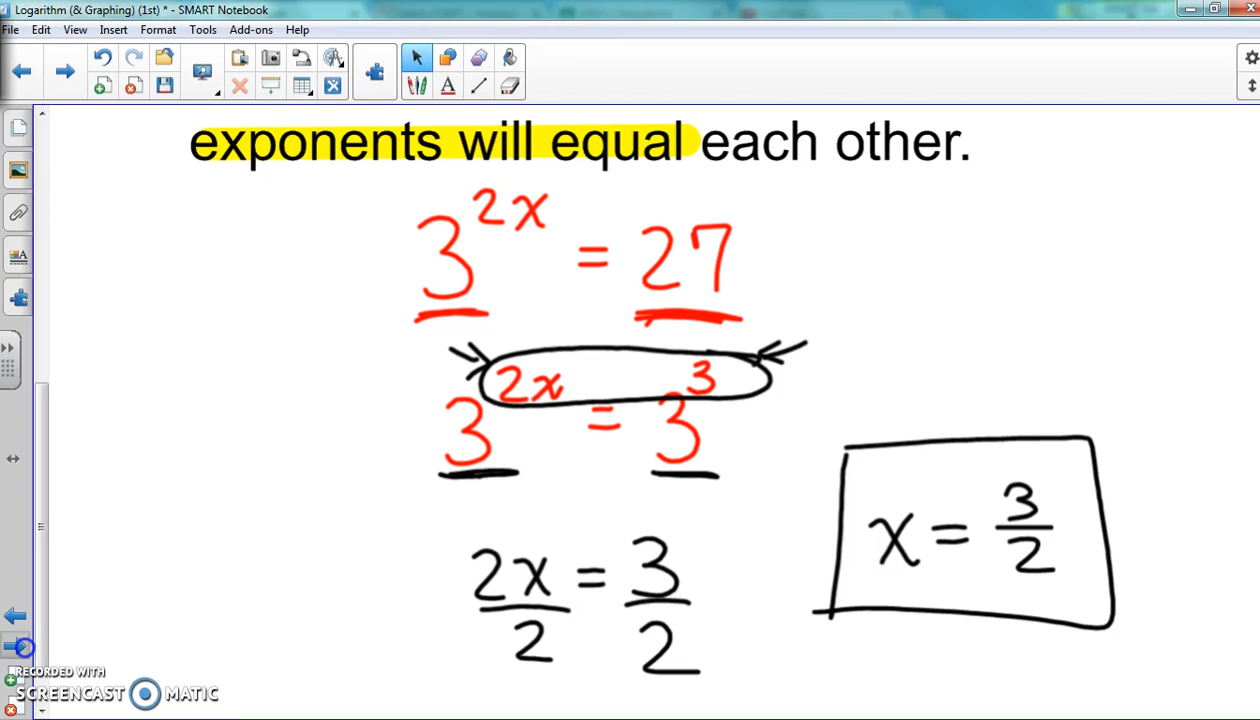 Logarithm (& Graphing) (1st) * - SMART Notebook
File Edit View Insert Format Tools Add-ons Help
exponents will equal each other.
3^{2x} = 27
3^{2x} = 3^3
2x/2 = 3/2
x = 3/2
RECORDED WITH
SCREENCAST MATIC